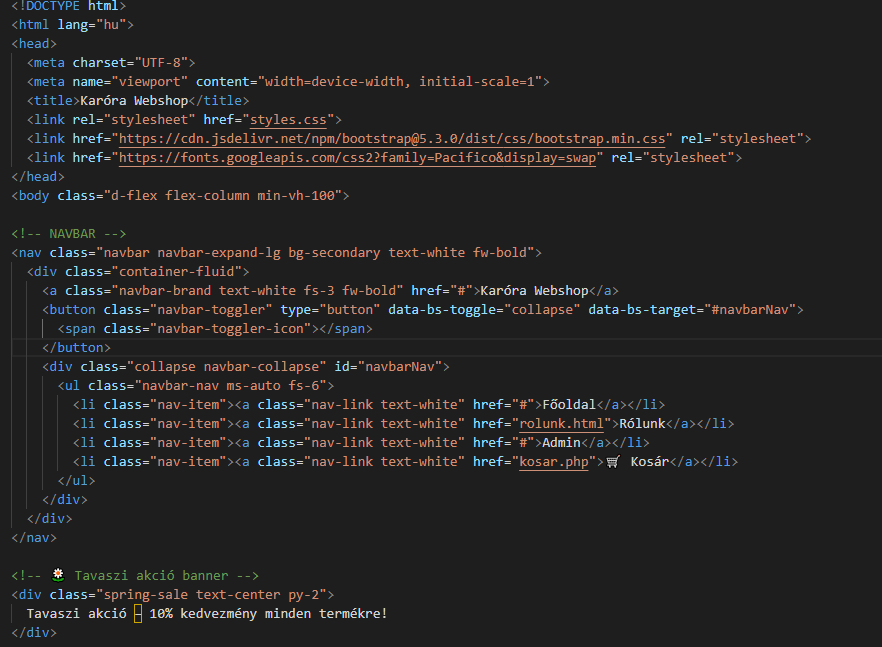 <!DOCTYPE html>
<html lang="hu">
<head>
  <meta charset="UTF-8">
  <meta name="viewport" content="width=device-width, initial-scale=1">
  <title>Karóra Webshop</title>
  <link rel="stylesheet" href="styles.css">
  <link href="https://cdn.jsdelivr.net/npm/bootstrap@5.3.0/dist/css/bootstrap.min.css" rel="stylesheet">
  <link href="https://fonts.googleapis.com/css2?family=Pacifico&display=swap" rel="stylesheet">
</head>
<body class="d-flex flex-column min-vh-100">

<!-- NAVBAR -->
<nav class="navbar navbar-expand-lg bg-secondary text-white fw-bold">
  <div class="container-fluid">
    <a class="navbar-brand text-white fs-3 fw-bold" href="#">Karóra Webshop</a>
    <button class="navbar-toggler" type="button" data-bs-toggle="collapse" data-bs-target="#navbarNav">
      <span class="navbar-toggler-icon"></span>
    </button>
    <div class="collapse navbar-collapse" id="navbarNav">
      <ul class="navbar-nav ms-auto fs-6">
        <li class="nav-item"><a class="nav-link text-white" href="#">Főoldal</a></li>
        <li class="nav-item"><a class="nav-link text-white" href="rolunk.html">Rólunk</a></li>
        <li class="nav-item"><a class="nav-link text-white" href="#">Admin</a></li>
        <li class="nav-item"><a class="nav-link text-white" href="kosar.php">🛒 Kosár</a></li>
      </ul>
    </div>
  </div>
</nav>

<!-- 🌼 Tavaszi akció banner -->
<div class="spring-sale text-center py-2">
  Tavaszi akció – 10% kedvezmény minden termékre!
</div>